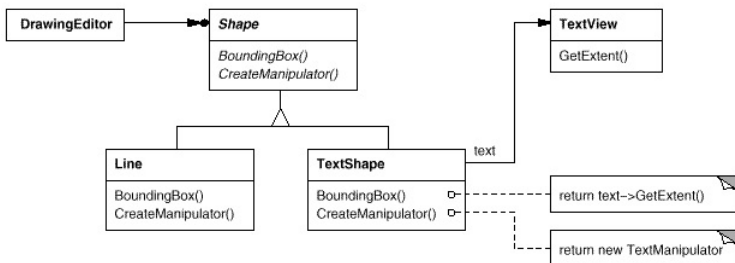 DrawingEditor
Shape
BoundingBox()
CreateManipulator()
TextView
GetExtent()
Line
BoundingBox()
CreateManipulator()
TextShape
BoundingBox()
CreateManipulator()
text
return text->GetExtent()
return new TextManipulator